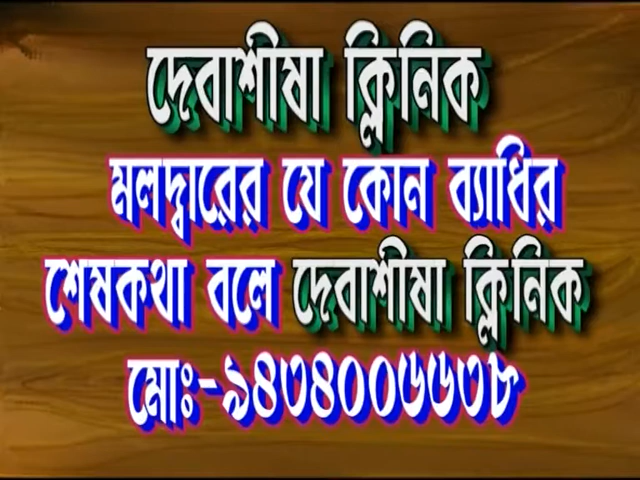 দেবাশীষা ক্লিনিক
মলদ্বারের যে কোন ব্যাধির
শেষকথা বলে দেবাশীষা ক্লিনিক
মোঃ-৯৪৩৪০০৬৬৩৮